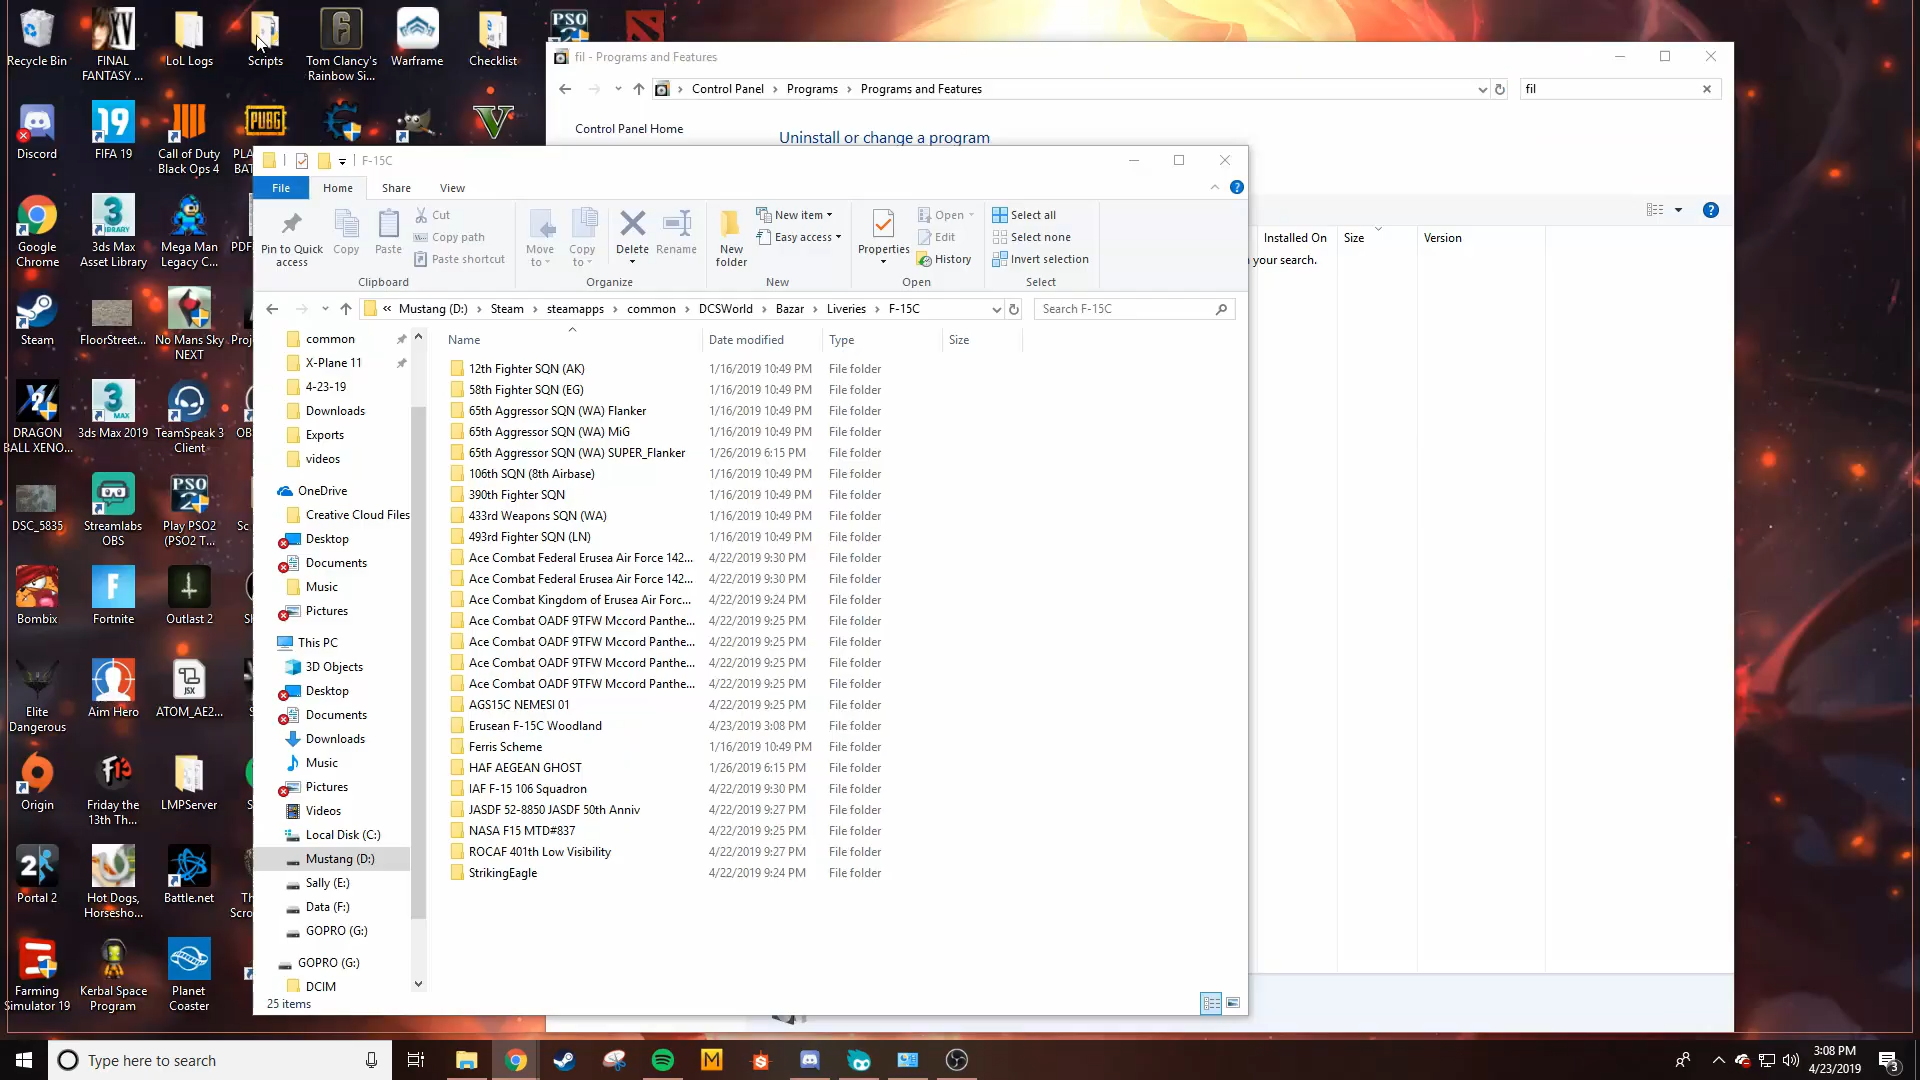 Recycle Bin
FINAL FANTASY ...
LoL Logs
Scripts
Tom Clancy's Rainbow Si...
Warframe
Checklist
PSO
Discord
FIFA 19
Call of Duty Black Ops 4
PUBG
Google Chrome
3ds Max Asset Library
Mega Man Legacy C...
PDF
Steam
FloorStreet...
No Mans Sky NEXT
Proj
DRAGON BALL XENO...
3ds Max 2019
TeamSpeak 3 Client
OB
DSC_5835
Streamlabs OBS
Play PSO2 (PSO2 T...
Sc
Bombix
Fortnite
Outlast 2
Elite Dangerous
Aim Hero
ATOM_AE2...
Origin
Friday the 13th Th...
LMPServer
Portal 2
Hot Dogs, Horsesho...
Battle.net
Th
Scro
Farming Simulator 19
Kerbal Space Program
Planet Coaster
fil - Programs and Features
Control Panel > Programs > Programs and Features
fil
Control Panel Home
Uninstall or change a program
Installed On
Size
Version
your search.
F-15C
File
Home
Share
View
Pin to Quick access
Copy
Paste
Cut
Copy path
Paste shortcut
Clipboard
Move to
Copy to
Delete
Rename
Organize
New folder
New item
Easy access
New
Properties
Open
Edit
History
Open
Select all
Select none
Invert selection
Select
« Mustang (D:) > Steam > steamapps > common > DCSWorld > Bazar > Liveries > F-15C
Search F-15C
common
X-Plane 11
4-23-19
Downloads
Exports
videos
OneDrive
Creative Cloud Files
Desktop
Documents
Music
Pictures
This PC
3D Objects
Desktop
Documents
Downloads
Music
Pictures
Videos
Local Disk (C:)
Mustang (D:)
Sally (E:)
Data (F:)
GOPRO (G:)
GOPRO (G:)
DCIM
Name Date modified Type Size
12th Fighter SQN (AK) 1/16/2019 10:49 PM File folder
58th Fighter SQN (EG) 1/16/2019 10:49 PM File folder
65th Aggressor SQN (WA) Flanker 1/16/2019 10:49 PM File folder
65th Aggressor SQN (WA) MiG 1/16/2019 10:49 PM File folder
65th Aggressor SQN (WA) SUPER_Flanker 1/26/2019 6:15 PM File folder
106th SQN (8th Airbase) 1/16/2019 10:49 PM File folder
390th Fighter SQN 1/16/2019 10:49 PM File folder
433rd Weapons SQN (WA) 1/16/2019 10:49 PM File folder
493rd Fighter SQN (LN) 1/16/2019 10:49 PM File folder
Ace Combat Federal Erusea Air Force 142... 4/22/2019 9:30 PM File folder
Ace Combat Federal Erusea Air Force 142... 4/22/2019 9:30 PM File folder
Ace Combat Kingdom of Erusea Air Forc... 4/22/2019 9:24 PM File folder
Ace Combat OADF 9TFW Mccord Panthe... 4/22/2019 9:25 PM File folder
Ace Combat OADF 9TFW Mccord Panthe... 4/22/2019 9:25 PM File folder
Ace Combat OADF 9TFW Mccord Panthe... 4/22/2019 9:25 PM File folder
Ace Combat OADF 9TFW Mccord Panthe... 4/22/2019 9:25 PM File folder
AGS15C NEMESI 01 4/22/2019 9:25 PM File folder
Erusean F-15C Woodland 4/23/2019 3:08 PM File folder
Ferris Scheme 1/16/2019 10:49 PM File folder
HAF AEGEAN GHOST 1/26/2019 6:15 PM File folder
IAF F-15 106 Squadron 4/22/2019 9:30 PM File folder
JASDF 52-8850 JASDF 50th Anniv 4/22/2019 9:27 PM File folder
NASA F15 MTD#837 4/22/2019 9:25 PM File folder
ROCAF 401th Low Visibility 4/22/2019 9:27 PM File folder
StrikingEagle 4/22/2019 9:24 PM File folder
25 items
Type here to search
3:08 PM
4/23/2019
3